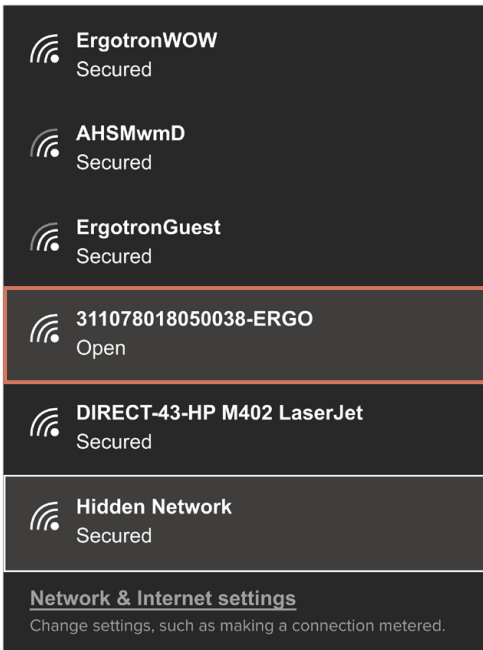 ErgotronWOW
Secured
AHSMwmD
Secured
ErgotronGuest
Secured
311078018050038-ERGO
Open
DIRECT-43-HP M402 LaserJet
Secured
Hidden Network
Secured
Network & Internet settings
Change settings, such as making a connection metered.